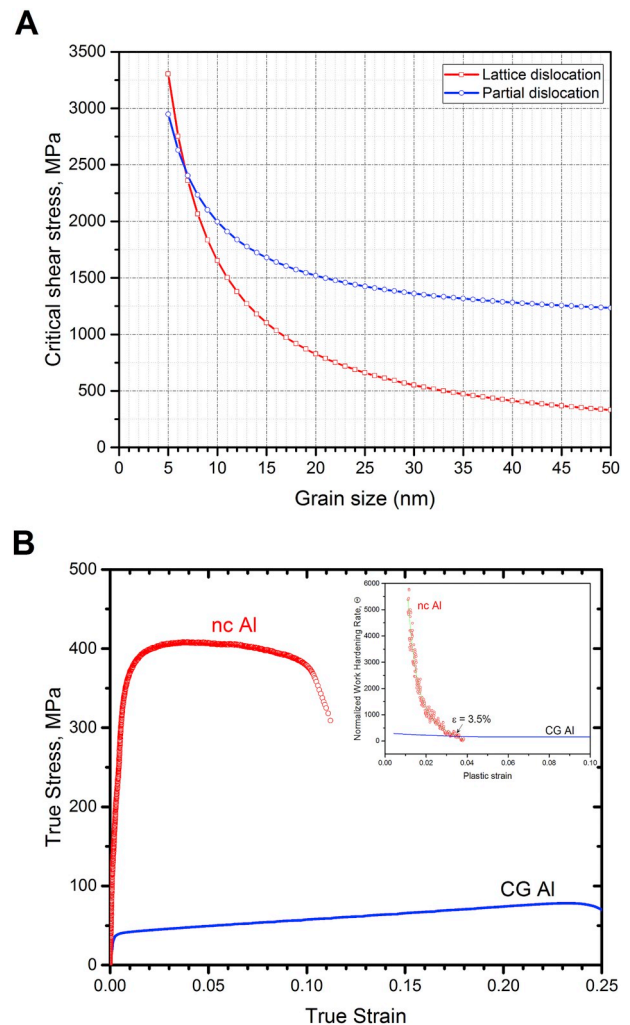 A
3500
3000
2500
2000
1500
1000
500
0
Critical shear stress, MPa
Lattice dislocation
Partial dislocation
0 5 10 15 20 25 30 35 40 45 50
Grain size (nm)
B
500
400
300
200
100
0
True Stress, MPa
nc Al
CG Al
6000
5000
4000
3000
2000
1000
0
Normalized Work Hardening Rate, Θ
nc Al
ε = 3.5%
CG Al
0.00 0.02 0.04 0.06 0.08 0.10
Plastic strain
0.00 0.05 0.10 0.15 0.20 0.25
True Strain